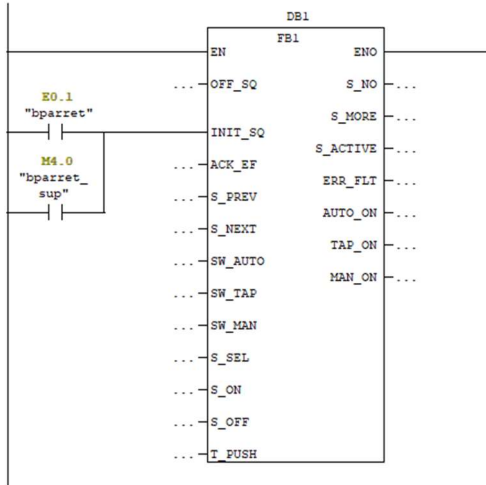 DB1
FB1
EN ENO
... OFF_SQ S_NO ...
E0.1
"bparret"
S_MORE ...
INIT_SQ
S_ACTIVE ...
M4.0
"bparret_
sup"
... ACK_EF
ERR_FLT ...
... S_PREV
AUTO_ON ...
... S_NEXT
TAP_ON ...
... SW_AUTO
MAN_ON ...
... SW_TAP
... SW_MAN
... S_SEL
... S_ON
... S_OFF
... T_PUSH